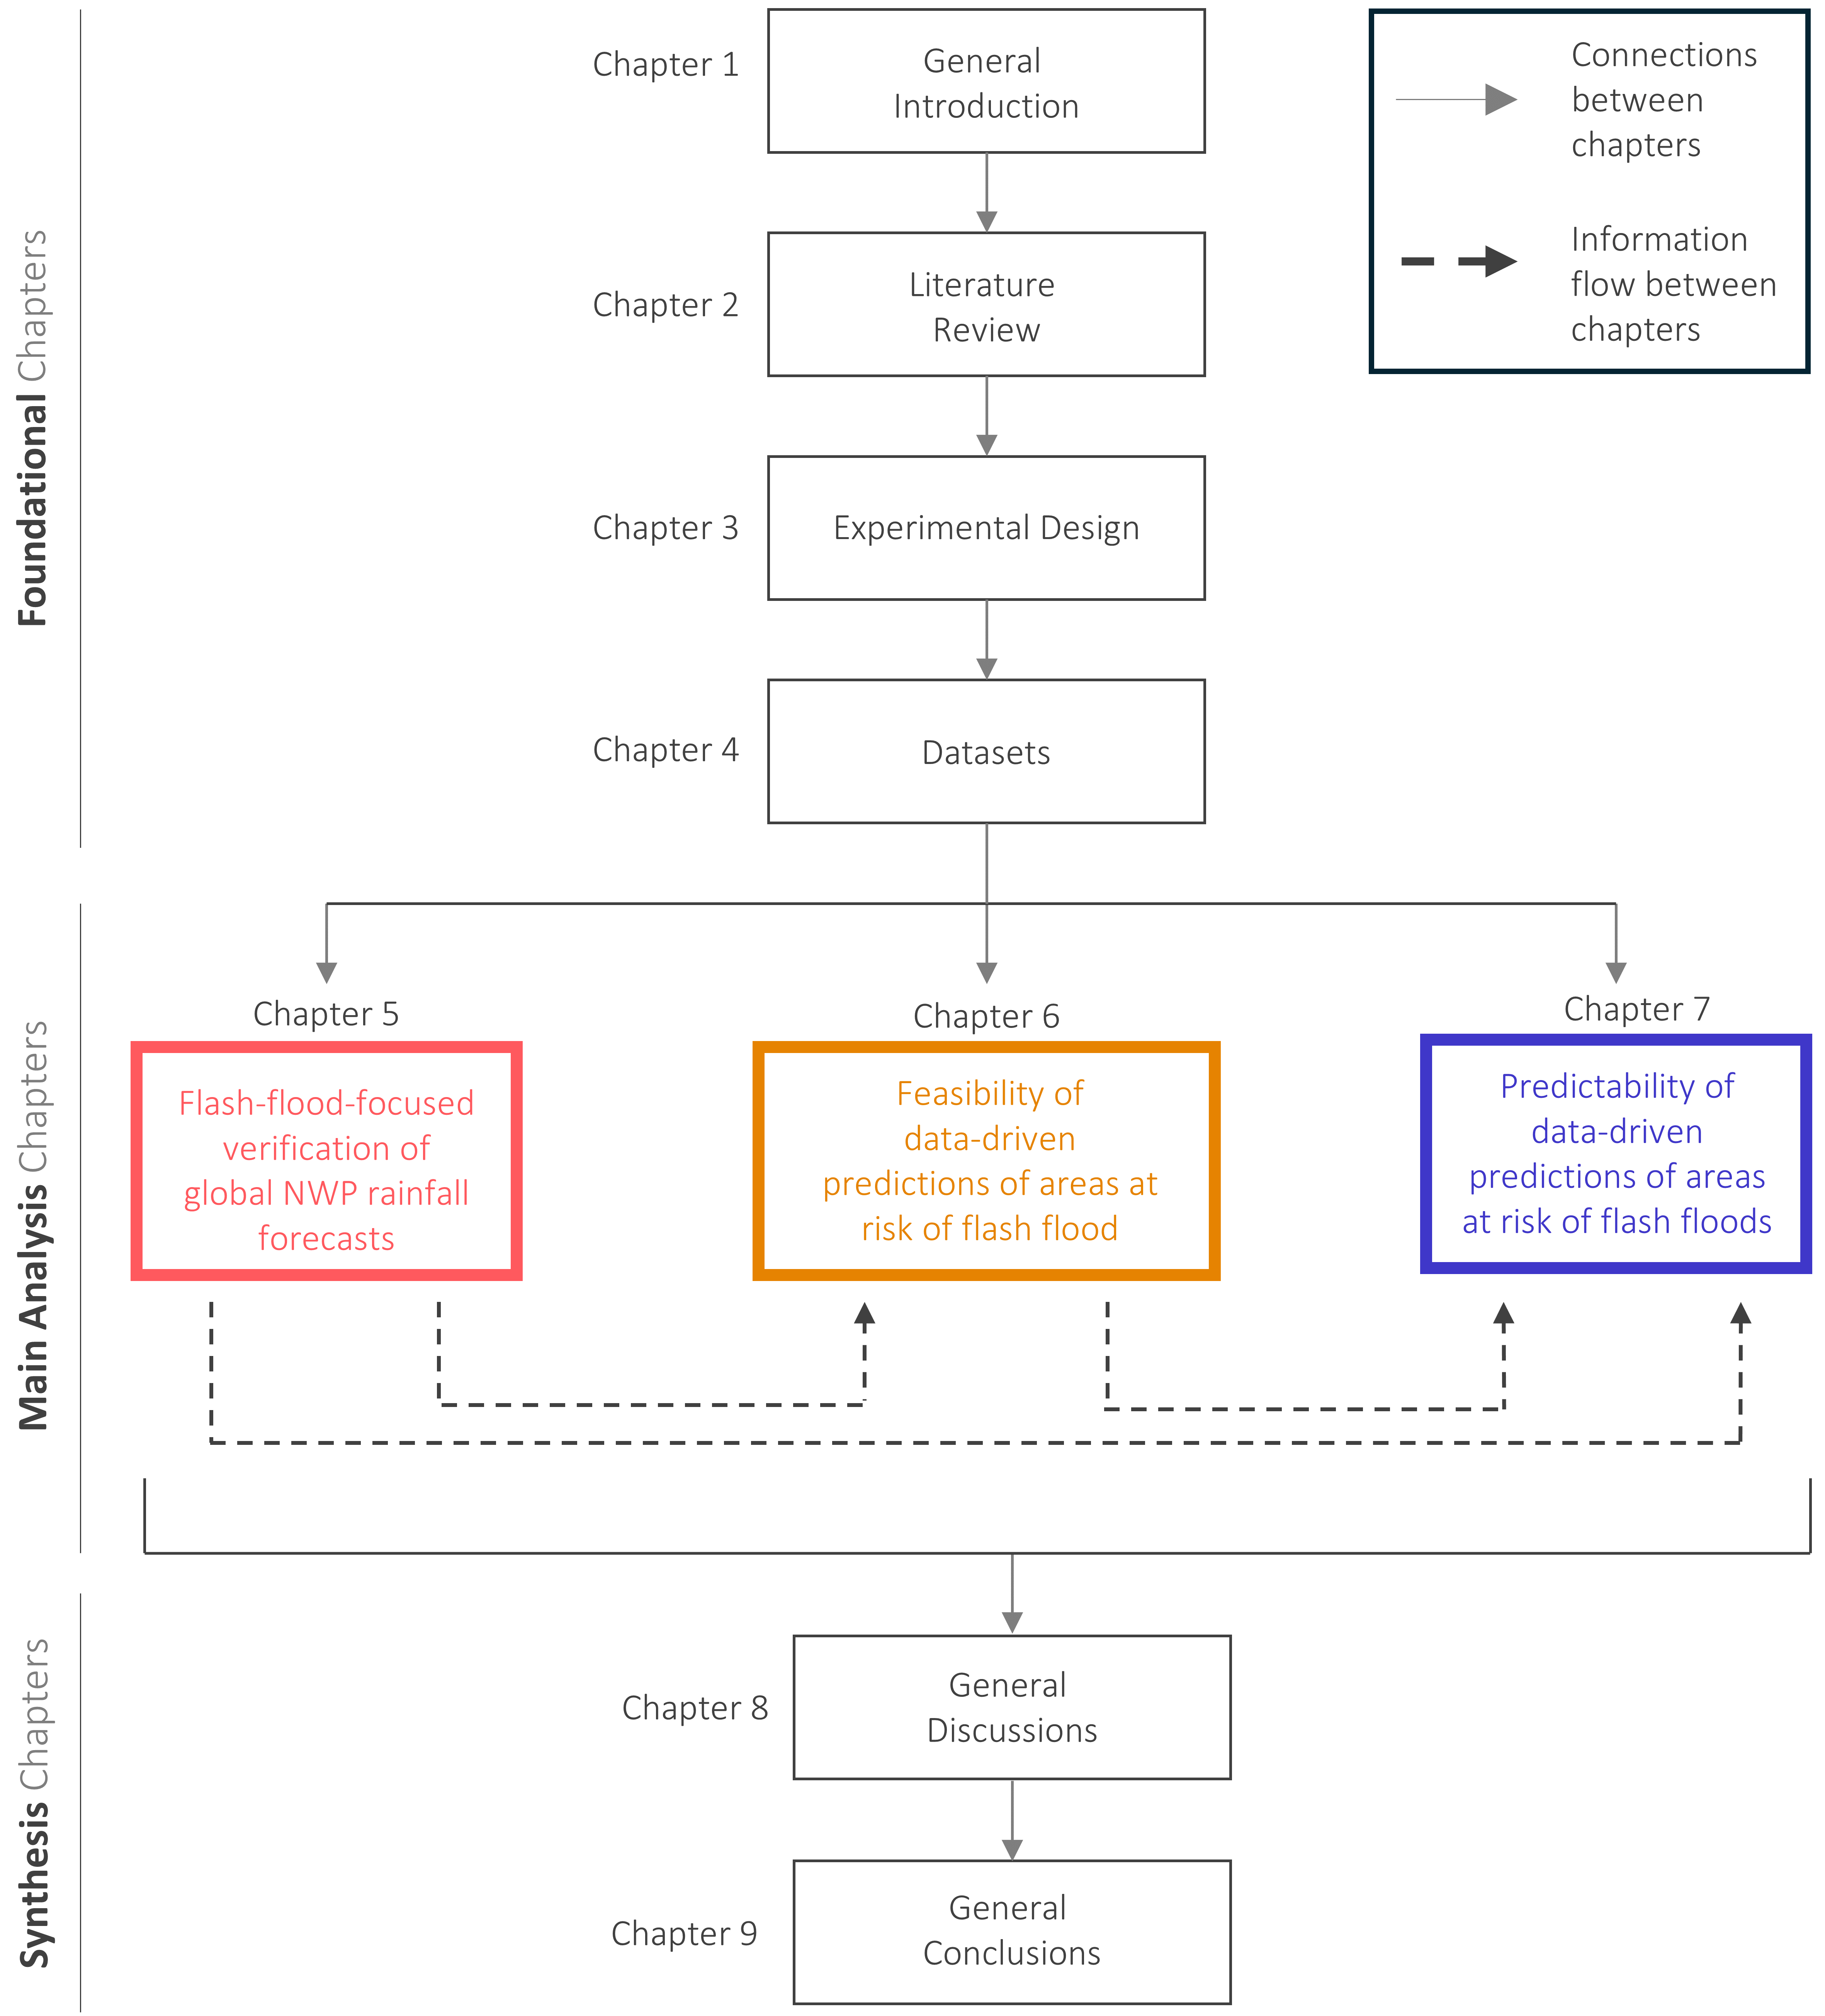 Chapter 1
General
Introduction
Connections
between
chapters
Information
flow between
chapters
Chapter 2
Literature
Review
Chapter 3
Experimental Design
Chapter 4
Datasets
Foundational Chapters
Chapter 5
Flash-flood-focused
verification of
global NWP rainfall
forecasts
Chapter 6
Feasibility of
data-driven
predictions of areas at
risk of flash flood
Chapter 7
Predictability of
data-driven
predictions of areas
at risk of flash floods
Main Analysis Chapters
Chapter 8
General
Discussions
Chapter 9
General
Conclusions
Synthesis Chapters